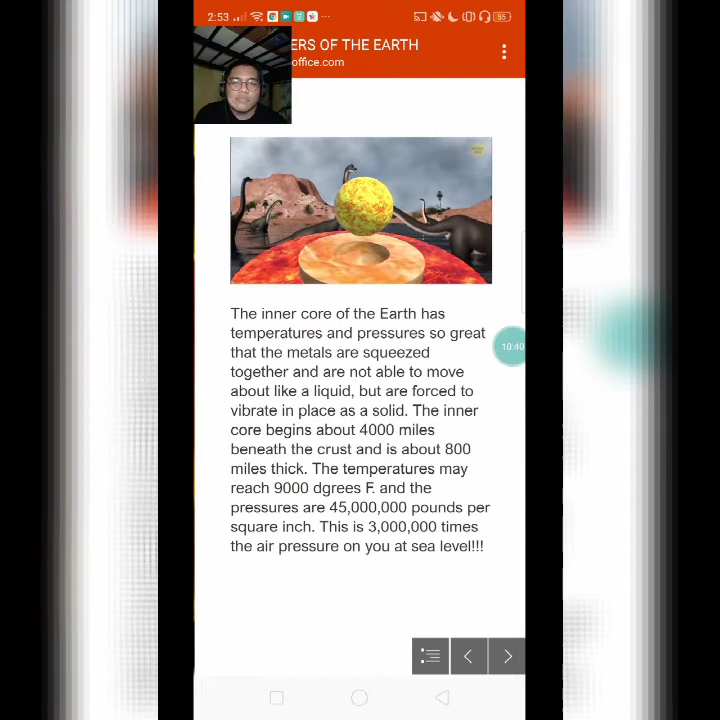 2:53
55
ERS OF THE EARTH
office.com
The inner core of the Earth has
temperatures and pressures so great
that the metals are squeezed
together and are not able to move
about like a liquid, but are forced to
vibrate in place as a solid. The inner
core begins about 4000 miles
beneath the crust and is about 800
miles thick. The temperatures may
reach 9000 dgrees F. and the
pressures are 45,000,000 pounds per
square inch. This is 3,000,000 times
the air pressure on you at sea level!!!
10:40